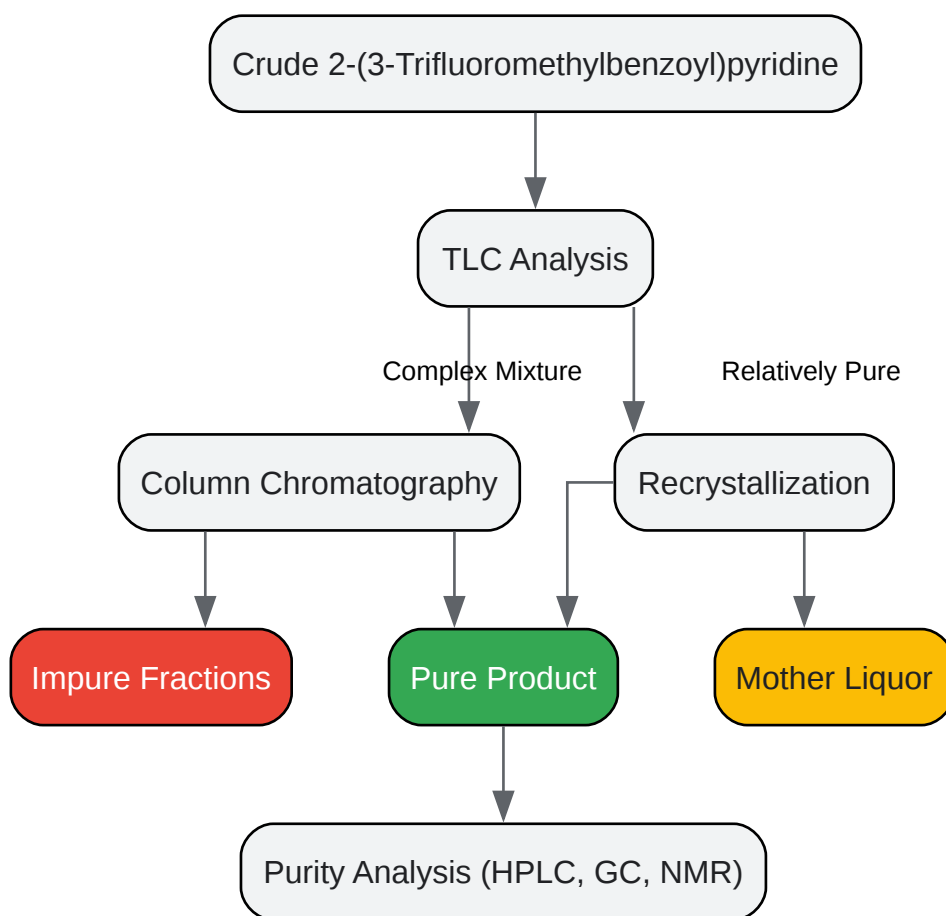 Crude 2-(3-Trifluoromethylbenzoyl)pyridine
TLC Analysis
Complex Mixture
Relatively Pure
Column Chromatography
Recrystallization
Impure Fractions
Pure Product
Mother Liquor
Purity Analysis (HPLC, GC, NMR)